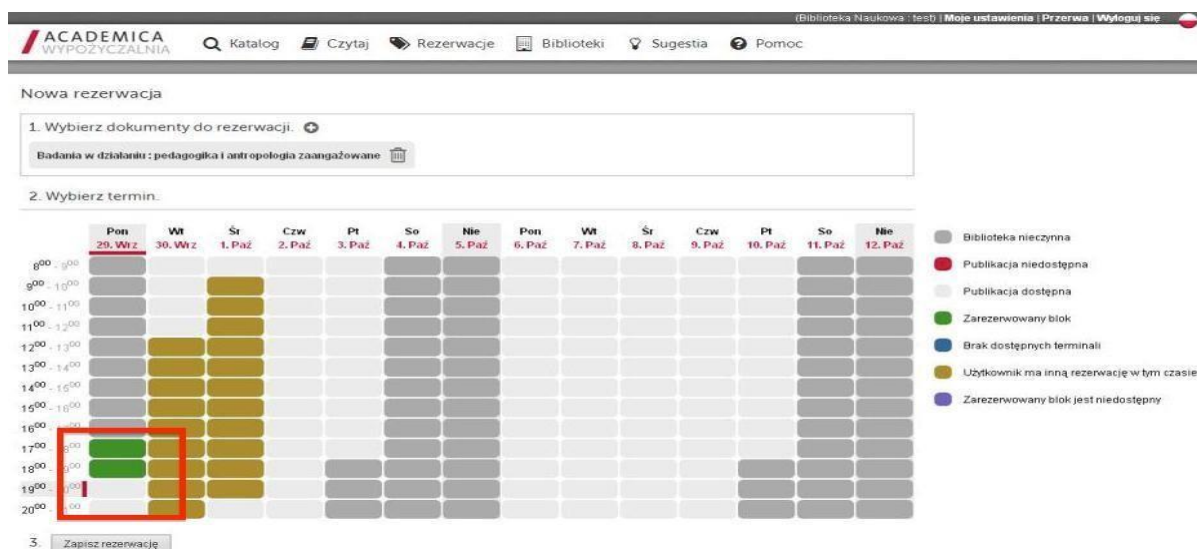 (Biblioteka Naukowa : test) | Moje ustawienia | Przerwa | Wyloguj się
ACADEMICA
WYPOŻYCZALNIA
Katalog Czytaj Rezerwacje Biblioteki Sugestia Pomoc
Nowa rezerwacja
1. Wybierz dokumenty do rezerwacji.
Badania w działaniu : pedagogika i antropologia zaangażowane
2. Wybierz termin.
Pon Wt Śr Czw Pt So Nie Pon Wt Śr Czw Pt So Nie
29. Wrz 30. Wrz 1. Paź 2. Paź 3. Paź 4. Paź 5. Paź 6. Paź 7. Paź 8. Paź 9. Paź 10. Paź 11. Paź 12. Paź
800 - 900
900 - 1000
1000 - 1100
1100 - 1200
1200 - 1300
1300 - 1400
1400 - 1500
1500 - 1600
1600
1700
1800
1900
2000
Biblioteka nieczynna
Publikacja niedostępna
Publikacja dostępna
Zarezerwowany blok
Brak dostępnych terminali
Użytkownik ma inną rezerwację w tym czasie
Zarezerwowany blok jest niedostępny
3. Zapisz rezerwację